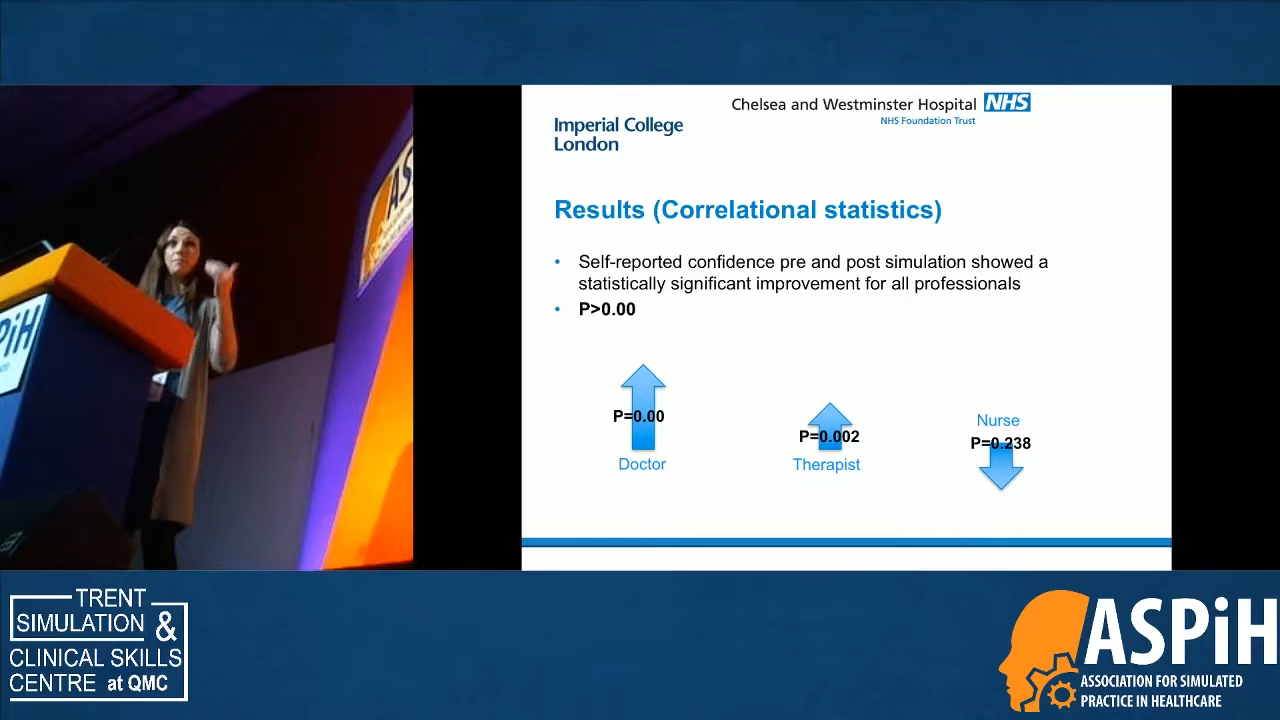 Chelsea and Westminster Hospital NHS
NHS Foundation Trust
Imperial College
London
Results (Correlational statistics)
• Self-reported confidence pre and post simulation showed a
statistically significant improvement for all professionals
• P>0.00
P=0.00
Doctor
P=0.002
Therapist
Nurse
P=0.238
AS
PiH
TRENT
SIMULATION &
CLINICAL SKILLS
CENTRE at QMC
ASPiH
ASSOCIATION FOR SIMULATED
PRACTICE IN HEALTHCARE